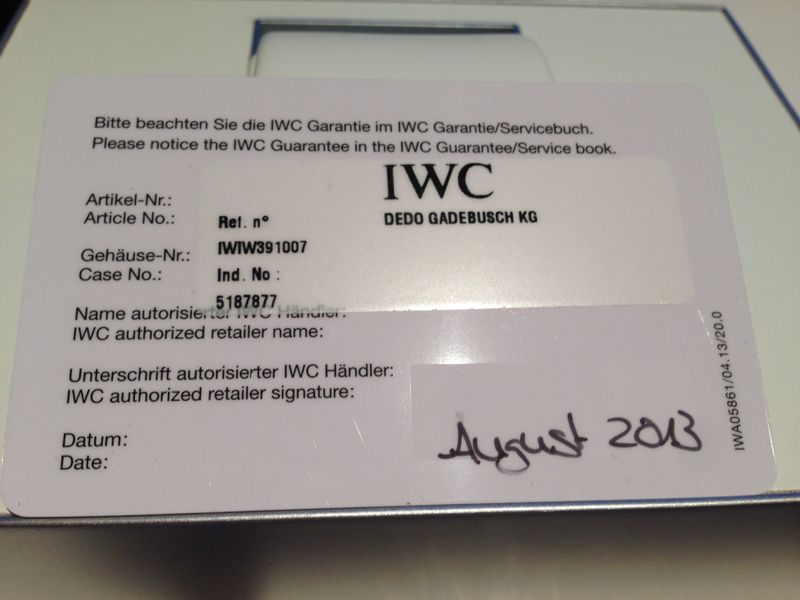 Bitte beachten Sie die IWC Garantie im IWC Garantie/Servicebuch.
Please notice the IWC Guarantee in the IWC Guarantee/Service book.
IWC
Artikel-Nr.:
Article No.: Ref. n° DEDO GADEBUSCH KG
Gehäuse-Nr.: IWIW391007
Case No.: Ind. No :
5187877
Name autorisierter IWC Händler:
IWC authorized retailer name:
Unterschrift autorisierter IWC Händler:
IWC authorized retailer signature:
Datum: August 2013
Date:
IWA05861/04.13/20.0